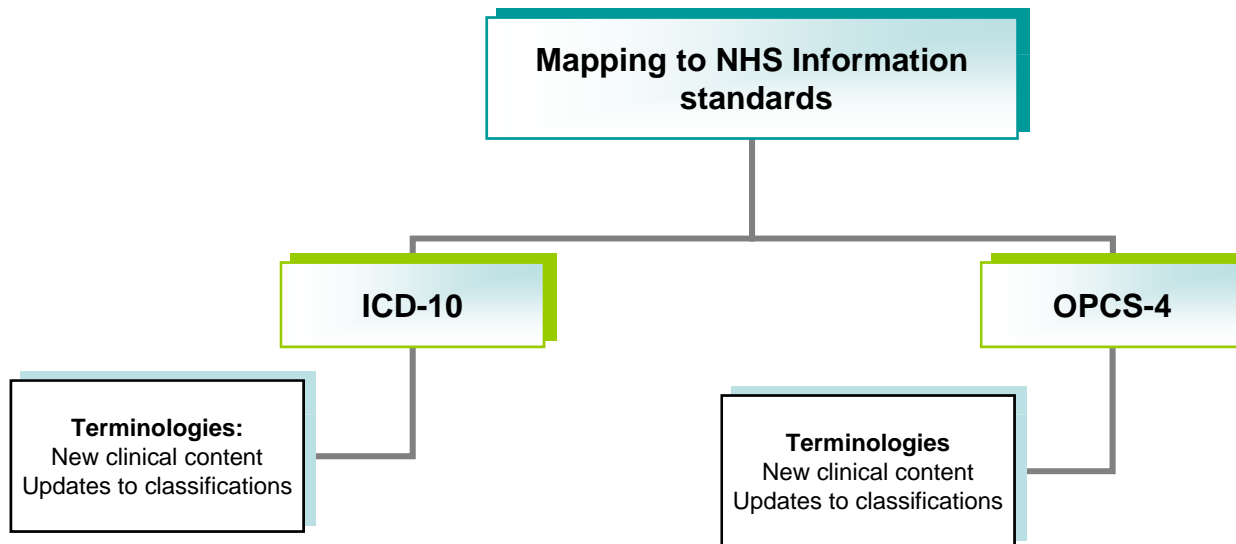 Mapping to NHS Information
standards
ICD-10
OPCS-4
Terminologies:
New clinical content
Updates to classifications
Terminologies
New clinical content
Updates to classifications